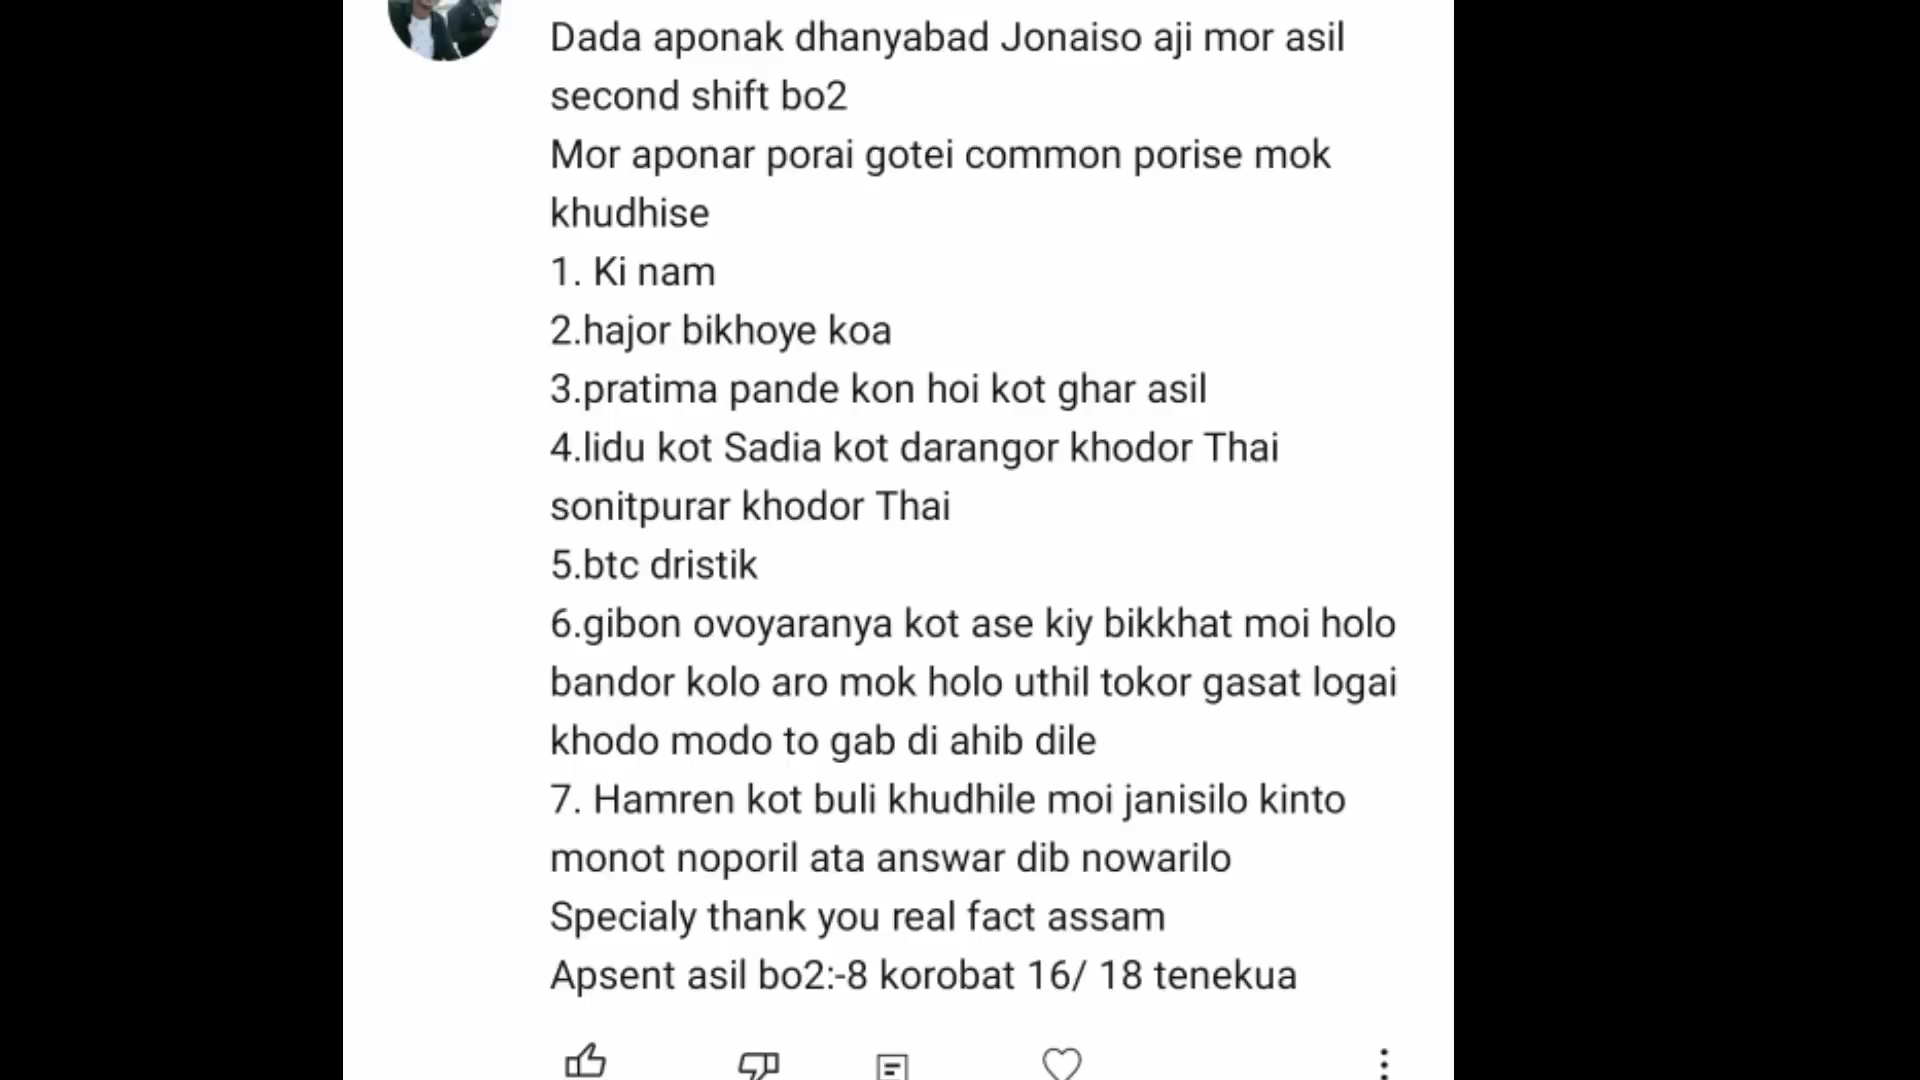 Dada aponak dhanyabad Jonaiso aji mor asil
second shift bo2
Mor aponar porai gotei common porise mok
khudhise
1. Ki nam
2.hajor bikhoye koa
3.pratima pande kon hoi kot ghar asil
4.lidu kot Sadia kot darangor khodor Thai
sonitpurar khodor Thai
5.btc dristik
6.gibon ovoyaranya kot ase kiy bikkhat moi holo
bandor kolo aro mok holo uthil tokor gasat logai
khodo modo to gab di ahib dile
7. Hamren kot buli khudhile moi janisilo kinto
monot noporil ata answar dib nowarilo
Specialy thank you real fact assam
Apsent asil bo2:-8 korobat 16/ 18 tenekua